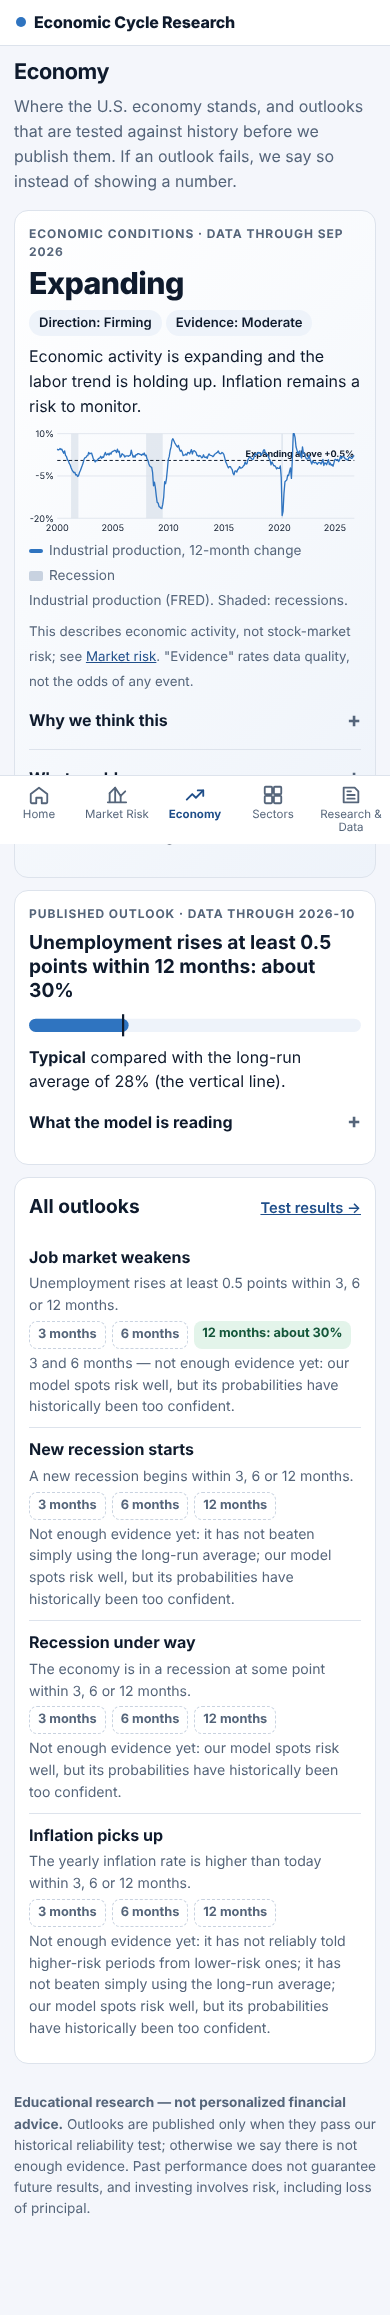 Economic Cycle Research
Economy
Where the U.S. economy stands, and outlooks
that are tested against history before we
publish them. If an outlook fails, we say so
instead of showing a number.
ECONOMIC CONDITIONS · DATA THROUGH SEP
2026
Expanding
Direction: Firming
Evidence: Moderate
Economic activity is expanding and the
labor trend is holding up. Inflation remains a
risk to monitor.
10%
Expanding above +0.5%
−5%
−20%
2000 2005 2010 2015 2020 2025
Industrial production, 12-month change
Recession
Industrial production (FRED). Shaded: recessions.
This describes economic activity, not stock-market
risk; see Market risk. "Evidence" rates data quality,
not the odds of any event.
Why we think this +
Home
Market Risk
Economy
Sectors
Research &
Data
PUBLISHED OUTLOOK · DATA THROUGH 2026-10
Unemployment rises at least 0.5
points within 12 months: about
30%
Typical compared with the long-run
average of 28% (the vertical line).
What the model is reading +
All outlooks
Test results →
Job market weakens
Unemployment rises at least 0.5 points within 3, 6
or 12 months.
3 months 6 months 12 months: about 30%
3 and 6 months — not enough evidence yet: our
model spots risk well, but its probabilities have
historically been too confident.
New recession starts
A new recession begins within 3, 6 or 12 months.
3 months 6 months 12 months
Not enough evidence yet: it has not beaten
simply using the long-run average; our model
spots risk well, but its probabilities have
historically been too confident.
Recession under way
The economy is in a recession at some point
within 3, 6 or 12 months.
3 months 6 months 12 months
Not enough evidence yet: our model spots risk
well, but its probabilities have historically been
too confident.
Inflation picks up
The yearly inflation rate is higher than today
within 3, 6 or 12 months.
3 months 6 months 12 months
Not enough evidence yet: it has not reliably told
higher-risk periods from lower-risk ones; it has
not beaten simply using the long-run average;
our model spots risk well, but its probabilities
have historically been too confident.
Educational research — not personalized financial
advice. Outlooks are published only when they pass our
historical reliability test; otherwise we say there is not
enough evidence. Past performance does not guarantee
future results, and investing involves risk, including loss
of principal.